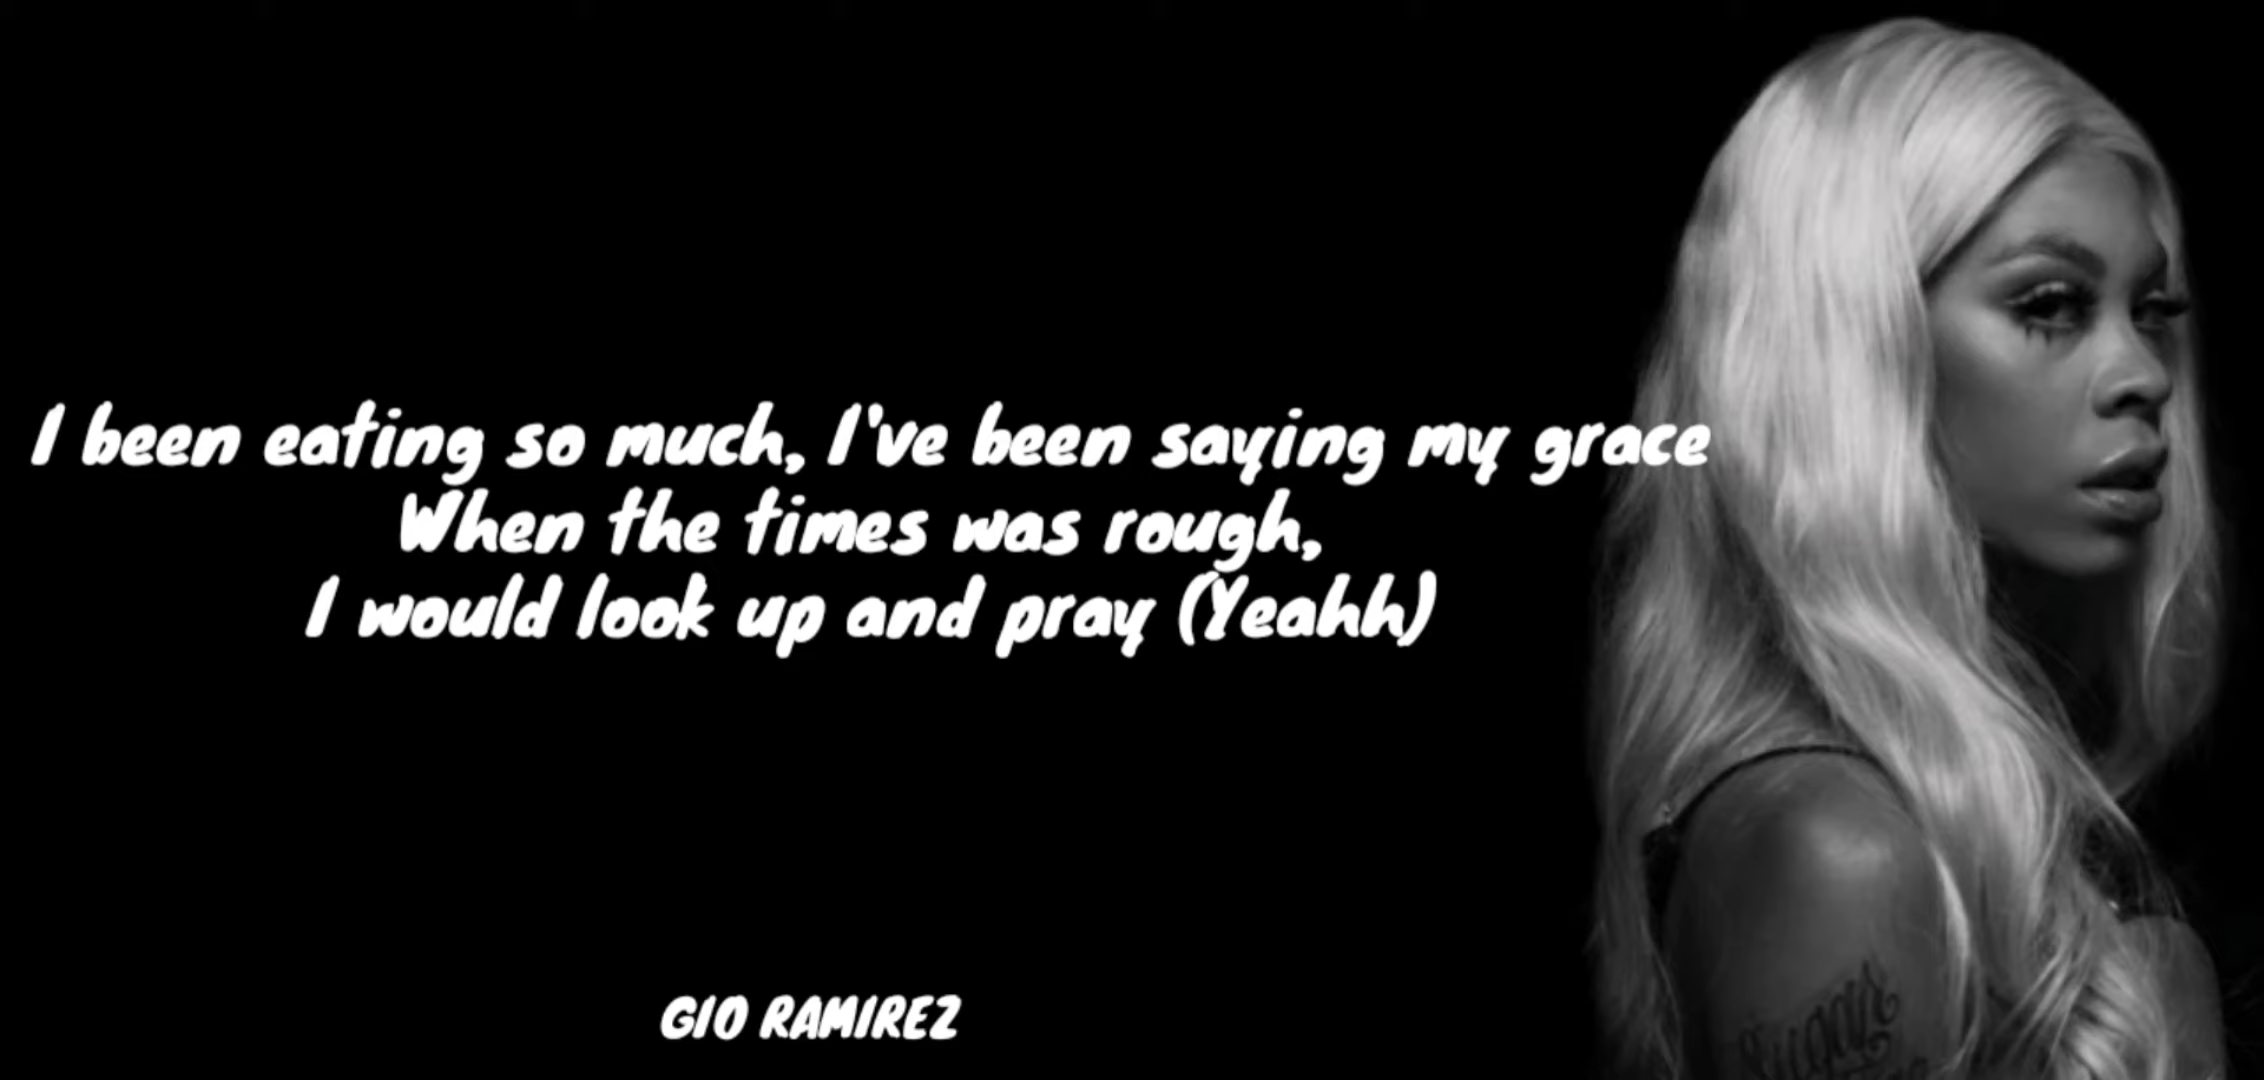 I been eating so much, I've been saying my grace
When the times was rough,
I would look up and pray (Yeahh)
GIO RAMIREZ